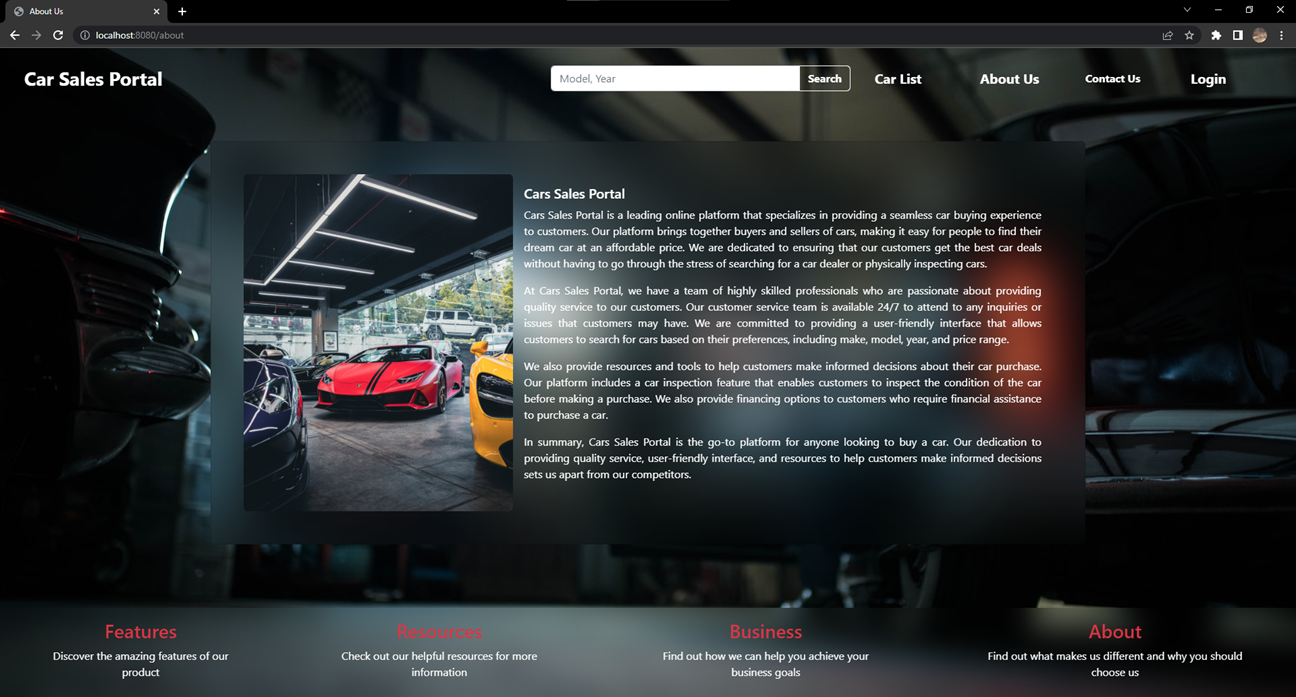 About Us
localhost:8080/about
Car Sales Portal
Model, Year
Search
Car List
About Us
Contact Us
Login
Cars Sales Portal
Cars Sales Portal is a leading online platform that specializes in providing a seamless car buying experience
to customers. Our platform brings together buyers and sellers of cars, making it easy for people to find their
dream car at an affordable price. We are dedicated to ensuring that our customers get the best car deals
without having to go through the stress of searching for a car dealer or physically inspecting cars.
At Cars Sales Portal, we have a team of highly skilled professionals who are passionate about providing
quality service to our customers. Our customer service team is available 24/7 to attend to any inquiries or
issues that customers may have. We are committed to providing a user-friendly interface that allows
customers to search for cars based on their preferences, including make, model, year, and price range.
We also provide resources and tools to help customers make informed decisions about their car purchase.
Our platform includes a car inspection feature that enables customers to inspect the condition of the car
before making a purchase. We also provide financing options to customers who require financial assistance
to purchase a car.
In summary, Cars Sales Portal is the go-to platform for anyone looking to buy a car. Our dedication to
providing quality service, user-friendly interface, and resources to help customers make informed decisions
sets us apart from our competitors.
Features
Discover the amazing features of our
product
Resources
Check out our helpful resources for more
information
Business
Find out how we can help you achieve your
business goals
About
Find out what makes us different and why you should
choose us